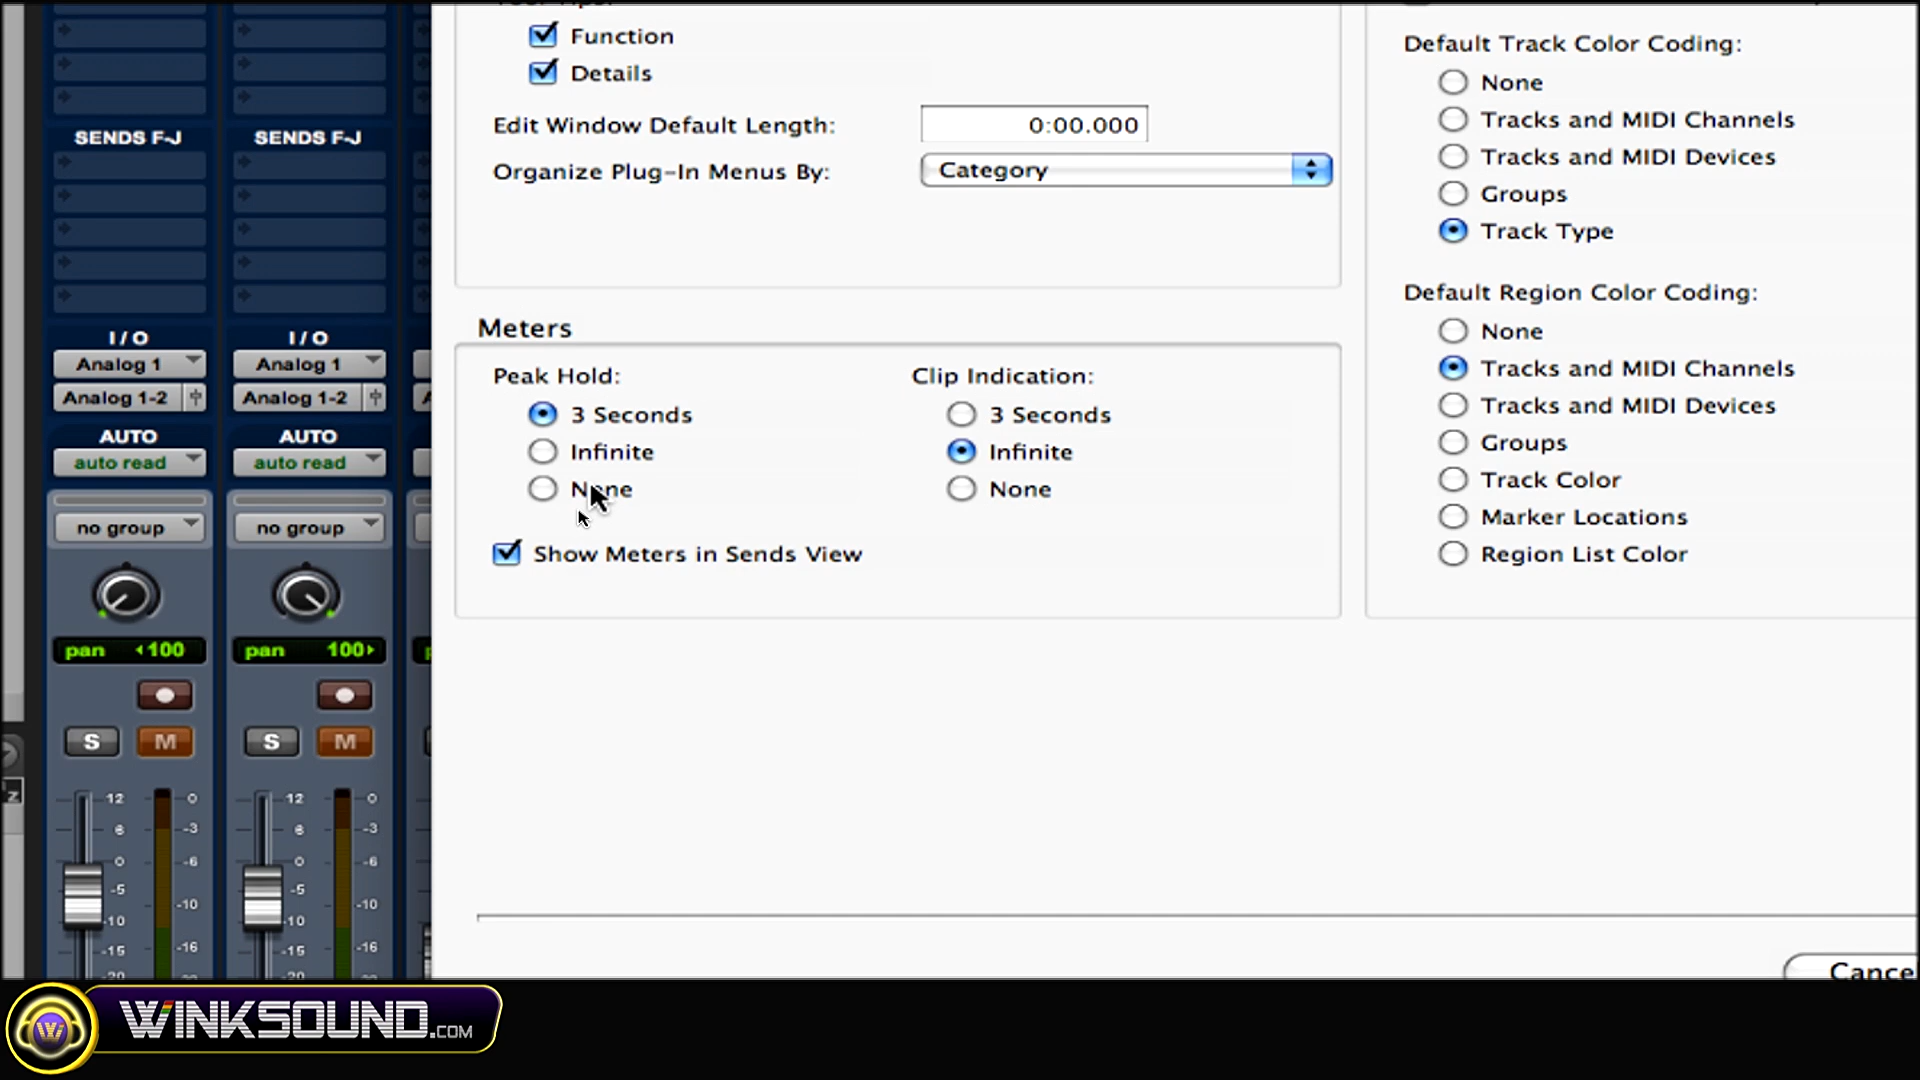 Function
Details
Edit Window Default Length:
0:00.000
Organize Plug-In Menus By:
Category
Meters
Peak Hold:
3 Seconds
Infinite
None
Clip Indication:
3 Seconds
Infinite
None
Show Meters in Sends View
Default Track Color Coding:
None
Tracks and MIDI Channels
Tracks and MIDI Devices
Groups
Track Type
Default Region Color Coding:
None
Tracks and MIDI Channels
Tracks and MIDI Devices
Groups
Track Color
Marker Locations
Region List Color
Cance
SENDS F-J
SENDS F-J
I/O
I/O
Analog 1
Analog 1
Analog 1-2
Analog 1-2
AUTO
AUTO
auto read
auto read
no group
no group
pan ◂100
pan 100▸
S M
S M
z
12 0
6 -3
0 -6
-5
-10
-10
-15 -16
-20
12 0
6 -3
0 -6
-5
-10
-10
-15 -16
-20
W
WINKSOUND.COM